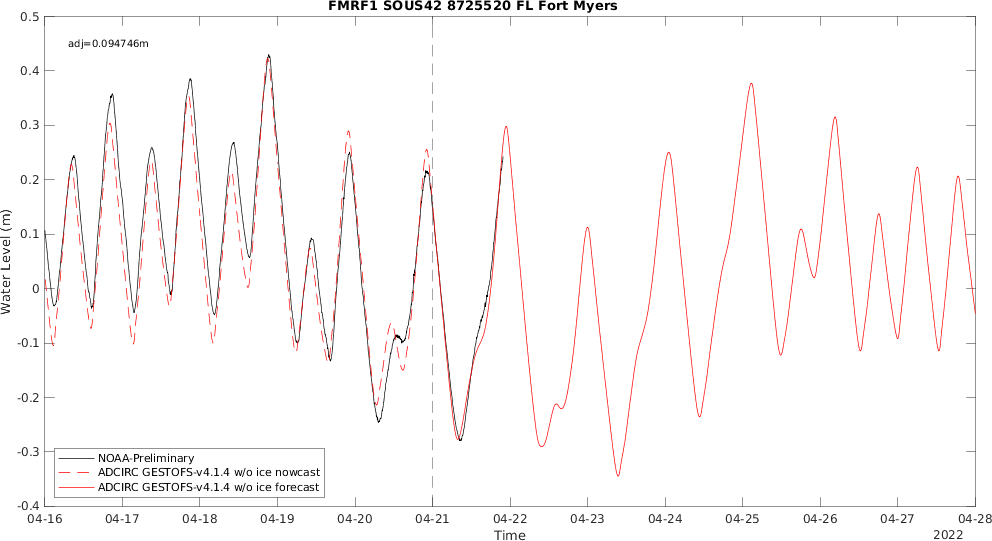 FMRF1 SOUS42 8725520 FL Fort Myers
adj=0.094746m
0.5
0.4
0.3
0.2
0.1
0
-0.1
-0.2
-0.3
-0.4
Water Level (m)
NOAA-Preliminary
ADCIRC GESTOFS-v4.1.4 w/o ice nowcast
ADCIRC GESTOFS-v4.1.4 w/o ice forecast
04-16 04-17 04-18 04-19 04-20 04-21 04-22 04-23 04-24 04-25 04-26 04-27 04-28
Time
2022